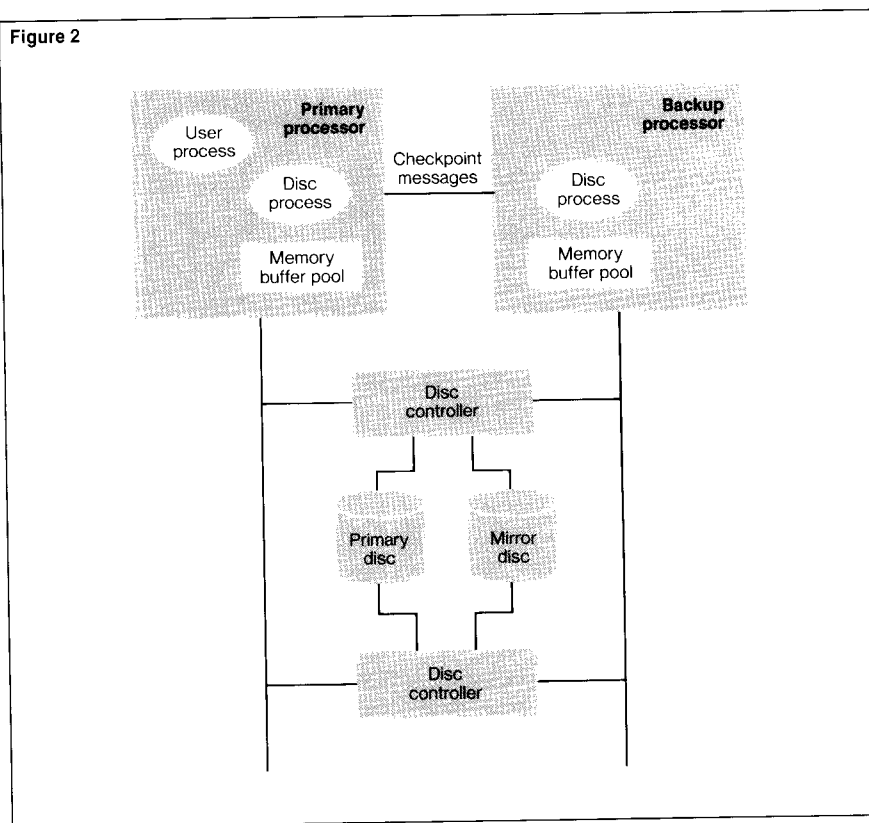 Figure 2
Primary
processor
Backup
processor
User
process
Checkpoint
messages
Disc
process
Disc
process
Memory
buffer pool
Memory
buffer pool
Disc
controller
Primary
disc
Mirror
disc
Disc
controller